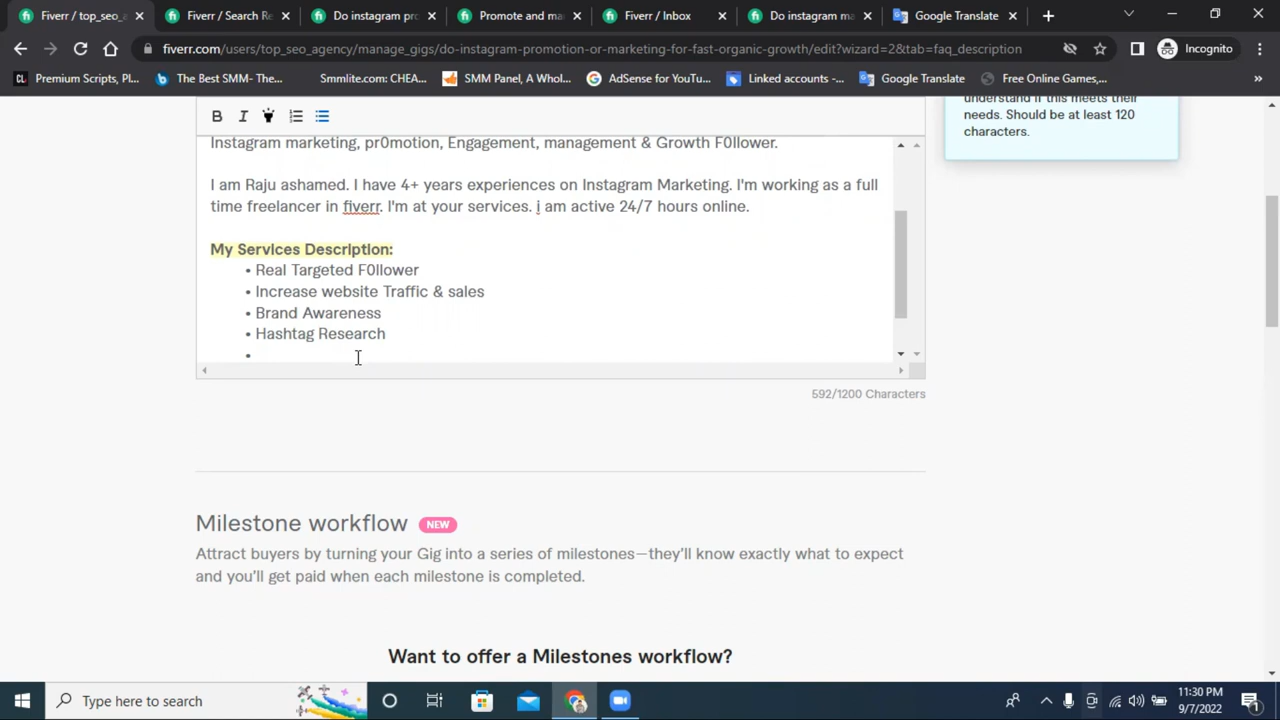 Fiverr / top_seo_a
Fiverr / Search Re
Do instagram pro
Promote and ma
Fiverr / Inbox
Do instagram ma
Google Translate
fiverr.com/users/top_seo_agency/manage_gigs/do-instagram-promotion-or-marketing-for-fast-organic-growth/edit?wizard=2&tab=faq_description
Incognito
Premium Scripts, Pl...
The Best SMM- The...
Smmlite.com: CHEA...
SMM Panel, A Whol...
AdSense for YouTu...
Linked accounts -...
Google Translate
Free Online Games,...
»
B I
understand if this meets their
needs. Should be at least 120
characters.
Instagram marketing, pr0motion, Engagement, management & Growth F0llower.
I am Raju ashamed. I have 4+ years experiences on Instagram Marketing. I'm working as a full
time freelancer in fiverr. I'm at your services. i am active 24/7 hours online.
My Services Description:
• Real Targeted F0llower
• Increase website Traffic & sales
• Brand Awareness
• Hashtag Research
•
592/1200 Characters
Milestone workflow NEW
Attract buyers by turning your Gig into a series of milestones—they'll know exactly what to expect
and you'll get paid when each milestone is completed.
Want to offer a Milestones workflow?
Type here to search
11:30 PM
9/7/2022
1